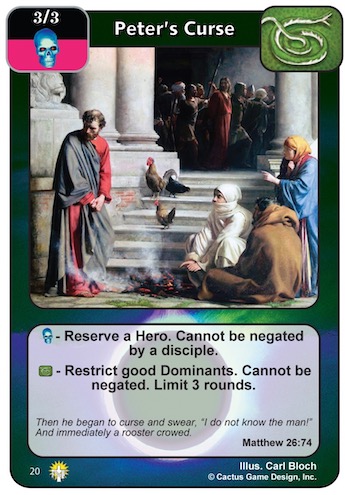 3/3
Peter's Curse
- Reserve a Hero. Cannot be negated
by a disciple.
- Restrict good Dominants. Cannot be
negated. Limit 3 rounds.
Then he began to curse and swear, "I do not know the man!"
And immediately a rooster crowed.
Matthew 26:74
20
Illus. Carl Bloch
© Cactus Game Design, Inc.